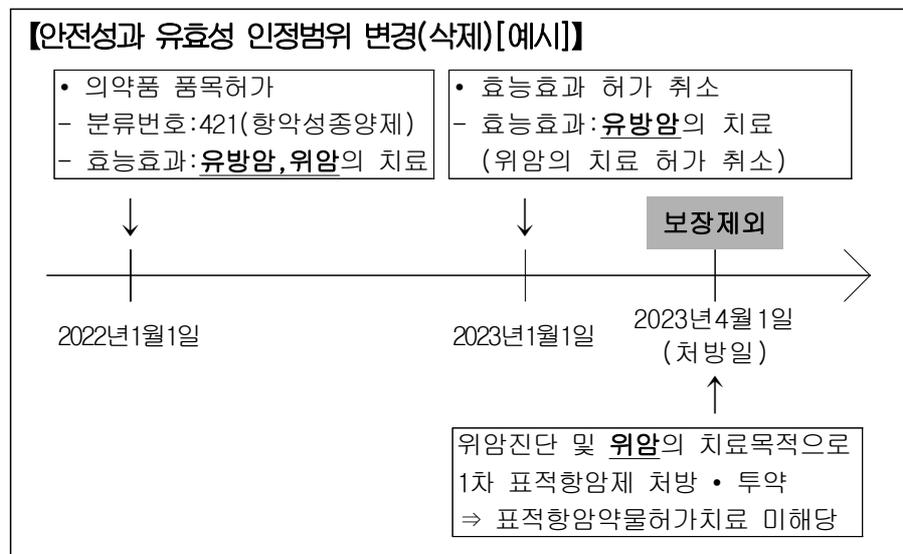 【안전성과 유효성 인정범위 변경(삭제)[예시]】
• 의약품 품목허가
- 분류번호:421(항악성종양제)
- 효능효과:유방암,위암의 치료
• 효능효과 허가 취소
- 효능효과:유방암의 치료
(위암의 치료 허가 취소)
보장제외
2022년1월1일
2023년1월1일
2023년4월1일
(처방일)
위암진단 및 위암의 치료목적으로
1차 표적항암제 처방 • 투약
⇒ 표적항암약물허가치료 미해당